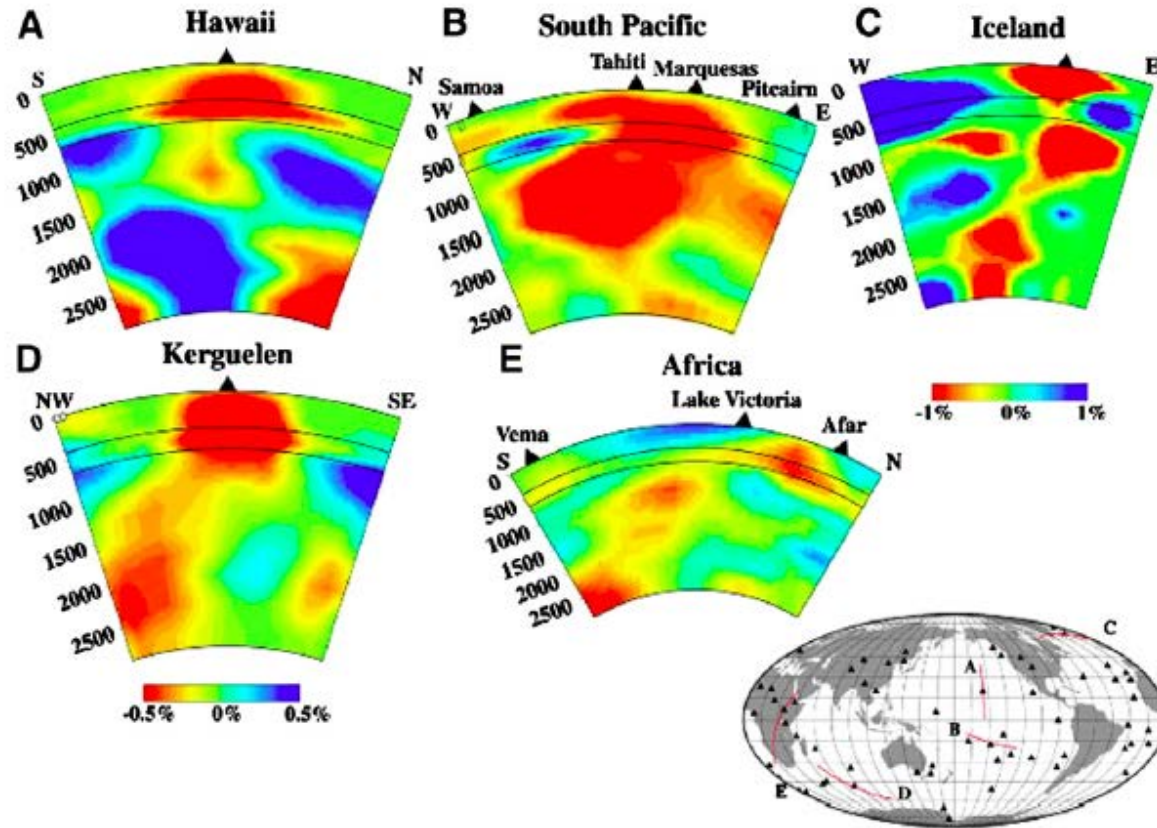 A Hawaii
S N
0
500
1000
1500
2000
2500
B South Pacific
Tahiti
Samoa Marquesas Pitcairn
W E
0
500
1000
1500
2000
2500
C Iceland
W E
0
500
1000
1500
2000
2500
-1% 0% 1%
D Kerguelen
NW SE
0
500
1000
1500
2000
2500
-0.5% 0% 0.5%
E Africa
Lake Victoria
Vema Afar
S N
0
500
1000
1500
2000
2500
C
A
B
E D